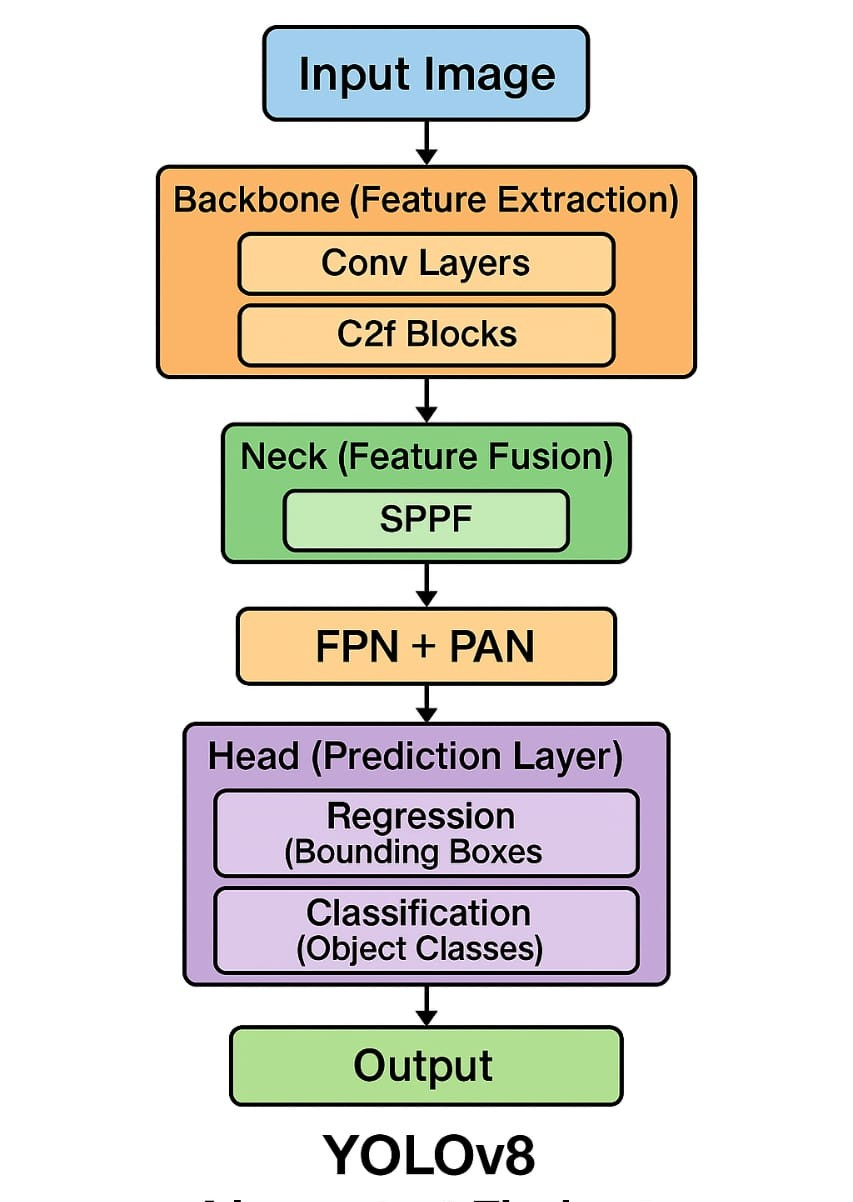 Input Image
Backbone (Feature Extraction)
Conv Layers
C2f Blocks
Neck (Feature Fusion)
SPPF
FPN + PAN
Head (Prediction Layer)
Regression
(Bounding Boxes
Classification
(Object Classes)
Output
YOLOv8